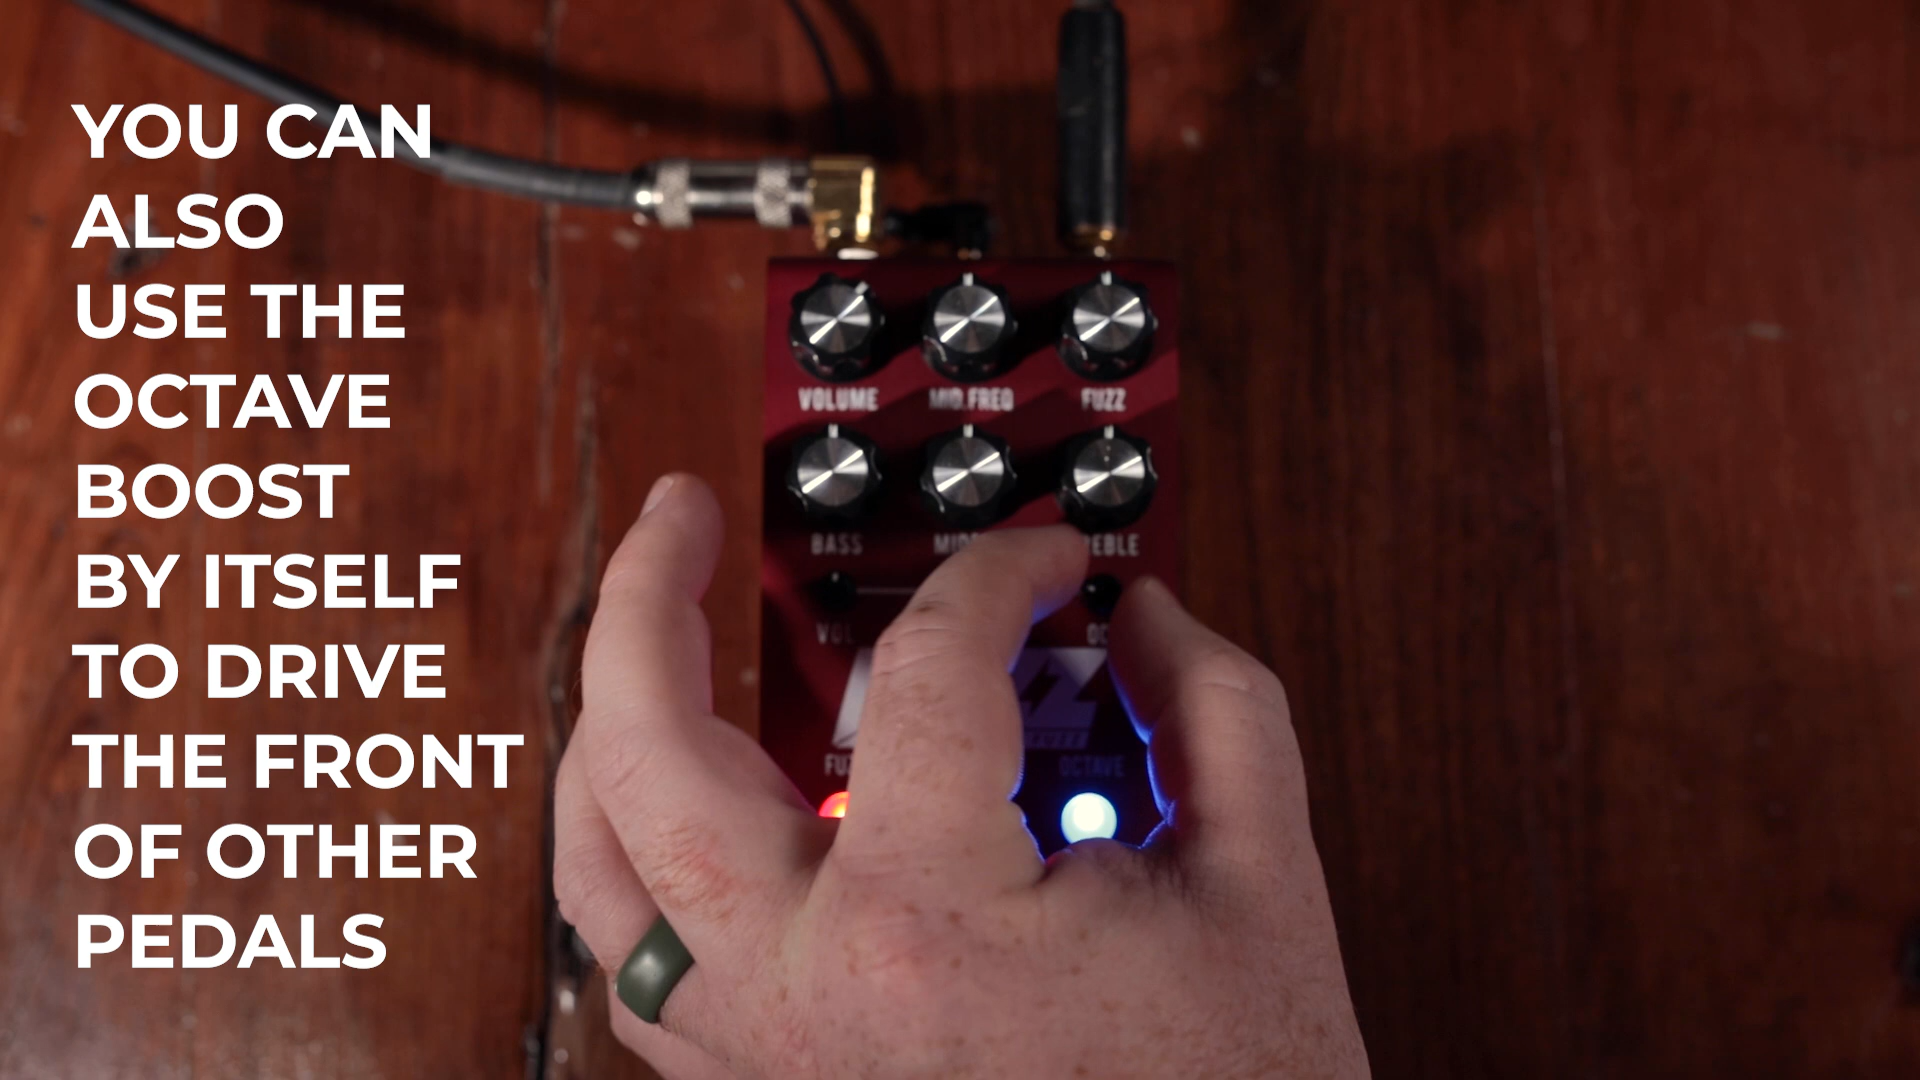 YOU CAN
ALSO
USE THE
OCTAVE
BOOST
BY ITSELF
TO DRIVE
THE FRONT
OF OTHER
PEDALS
VOLUME MID.FREQ FUZZ
BASS
VOL
OCTAVE